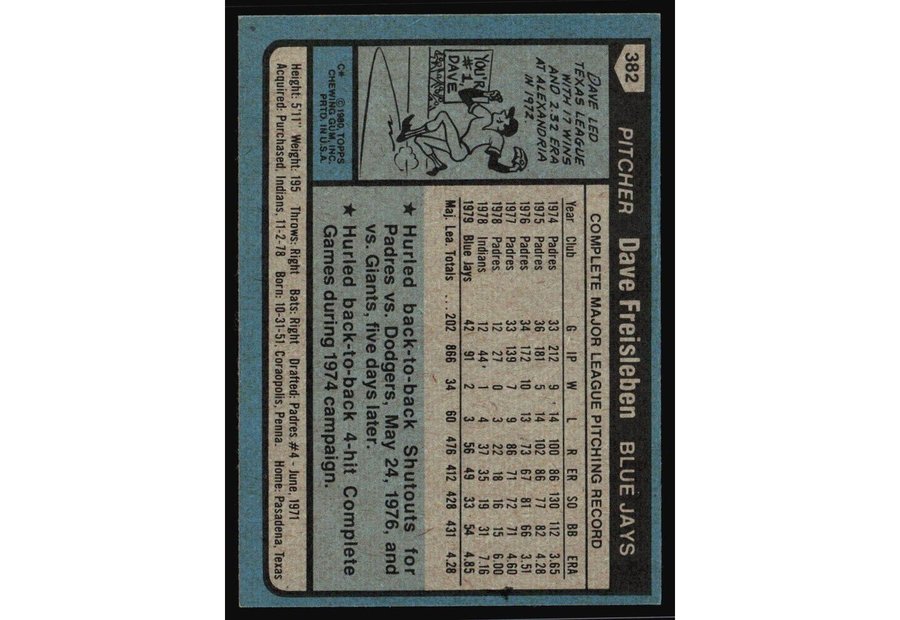 382 PITCHER Dave Freisleben BLUE JAYS
DAVE LED
TEXAS LEAGUE
WITH 17 WINS
AND 2.32 ERA
AT ALEXANDRIA
IN 1972
YOU'R
#1
DAVE
C* ©1980, TOPPS
CHEWING GUM, INC.
PRTD. IN U.S.A.
COMPLETE MAJOR LEAGUE PITCHING RECORD
Year Club G IP W L R ER SO BB ERA
1974 Padres 33 212 9 14 100 86 130 112 3.65
1975 Padres 36 181 5 14 102 86 77 82 4.28
1976 Padres 34 172 10 13 73 67 81 66 3.51
1977 Padres 33 139 7 9 86 71 72 71 4.60
1978 Padres 12 27 0 3 22 18 16 15 6.00
1978 Indians 12 44 1 4 37 35 19 31 7.16
1979 Blue Jays 42 91 2 3 56 49 33 54 4.85
Maj. Lea. Totals ... 202 866 34 60 476 412 428 431 4.28
★ Hurled back-to-back Shutouts for
Padres vs. Dodgers, May 24, 1976, and
vs. Giants, five days later.
★ Hurled back-to-back 4-hit Complete
Games during 1974 campaign.
Height: 5'11" Weight: 195 Throws: Right Bats: Right Drafted: Padres #4 - June, 1971
Acquired: Purchased, Indians, 11-2-78 Born: 10-31-51, Coraopolis, Penna. Home: Pasadena, Texas